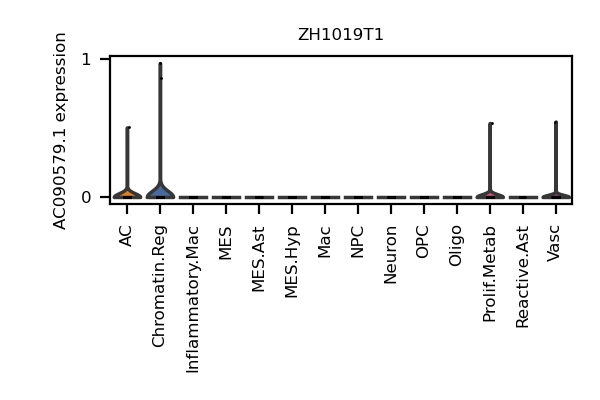 ZH1019T1
AC090579.1 expression
1
0
AC
Chromatin.Reg
Inflammatory.Mac
MES
MES.Ast
MES.Hyp
Mac
NPC
Neuron
OPC
Oligo
Prolif.Metab
Reactive.Ast
Vasc